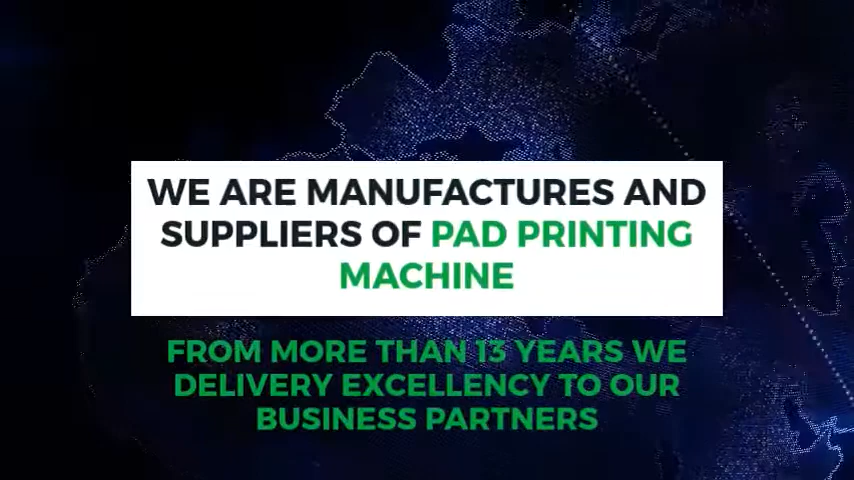 WE ARE MANUFACTURES AND
SUPPLIERS OF PAD PRINTING
MACHINE
FROM MORE THAN 13 YEARS WE
DELIVERY EXCELLENCY TO OUR
BUSINESS PARTNERS